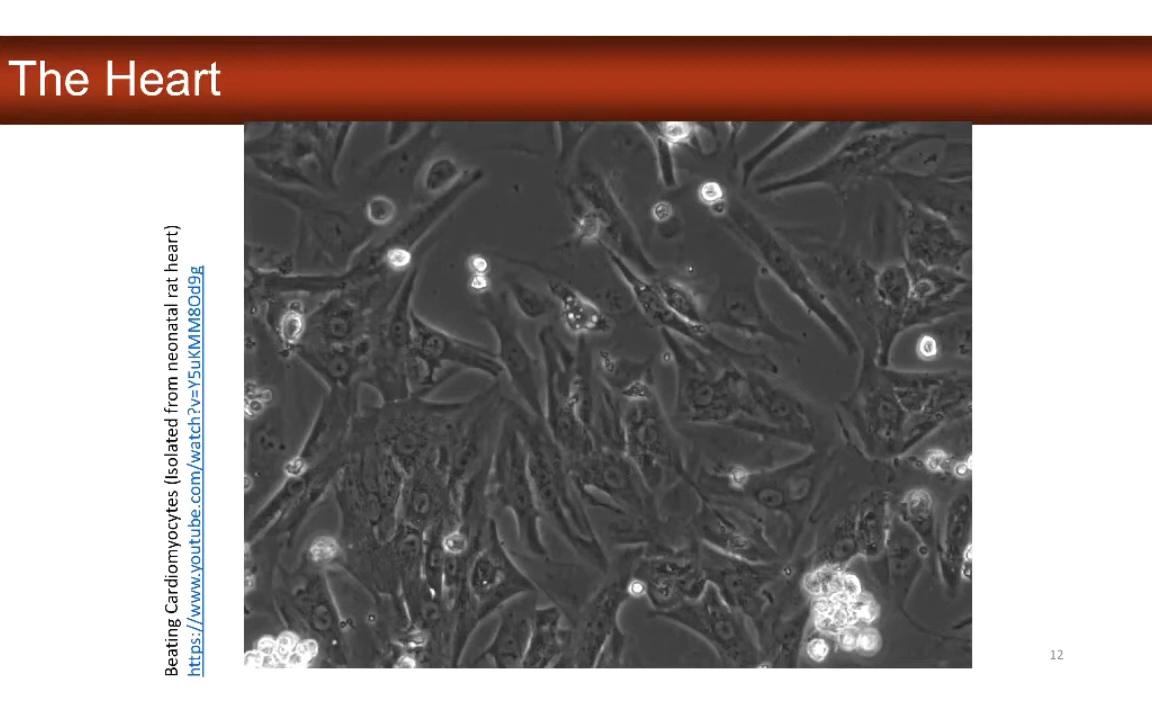 The Heart
Beating Cardiomyocytes (Isolated from neonatal rat heart)
https://www.youtube.com/watch?v=Y5uKMM8Od9g
12